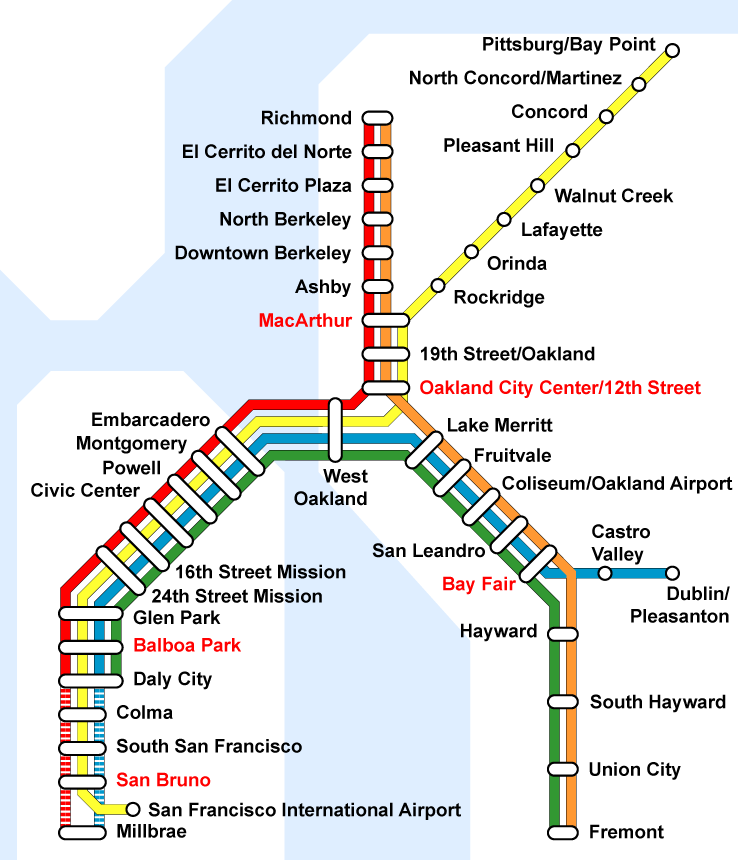 Pittsburg/Bay Point
North Concord/Martinez
Concord
Pleasant Hill
Walnut Creek
Lafayette
Orinda
Rockridge
Richmond
El Cerrito del Norte
El Cerrito Plaza
North Berkeley
Downtown Berkeley
Ashby
MacArthur
19th Street/Oakland
Oakland City Center/12th Street
Embarcadero
Montgomery
Powell
Civic Center
West
Oakland
Lake Merritt
Fruitvale
Coliseum/Oakland Airport
San Leandro
Bay Fair
Castro
Valley
Dublin/
Pleasanton
16th Street Mission
24th Street Mission
Glen Park
Balboa Park
Daly City
Colma
South San Francisco
San Bruno
San Francisco International Airport
Millbrae
Hayward
South Hayward
Union City
Fremont